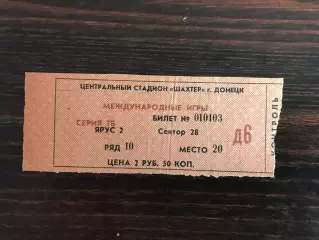 ЦЕНТРАЛЬНЫЙ СТАДИОН «ШАХТЕР» г. ДОНЕЦК
МЕЖДУНАРОДНЫЕ ИГРЫ
СЕРИЯ 7Б БИЛЕТ № 010103
ЯРУС 2 Сектор 28 Д6
РЯД 10 МЕСТО 20
ЦЕНА 2 РУБ. 50 КОП.
КОНТРОЛЬ